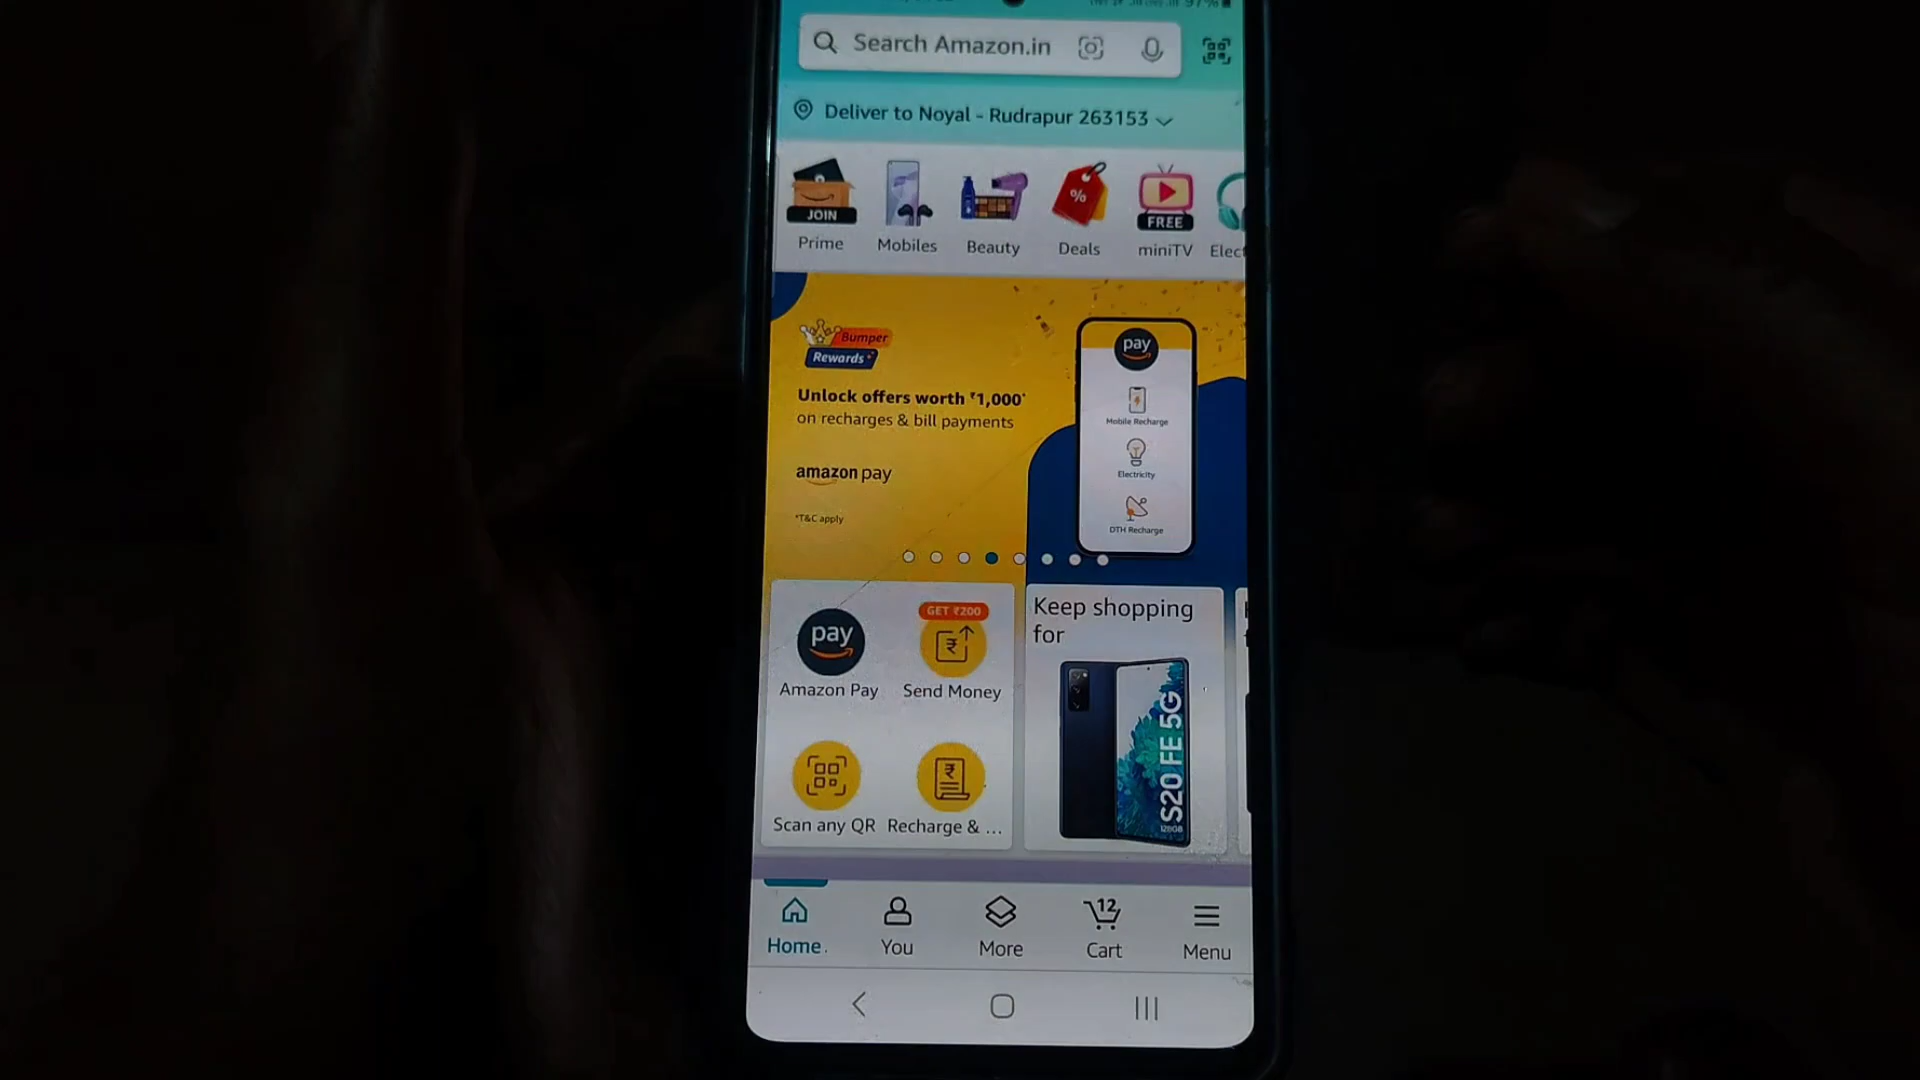 97%
Search Amazon.in
Deliver to Noyal - Rudrapur 263153
JOIN
%
FREE
Prime
Mobiles
Beauty
Deals
miniTV
Elect
Bumper
Rewards
Unlock offers worth ₹1,000*
on recharges & bill payments
amazon pay
*T&C apply
pay
Mobile Recharge
Electricity
DTH Recharge
pay
Amazon Pay
GET ₹200
₹
Send Money
Scan any QR
₹
Recharge & ...
Keep shopping
for
S20 FE 5G
128GB
Home
You
More
12
Cart
Menu